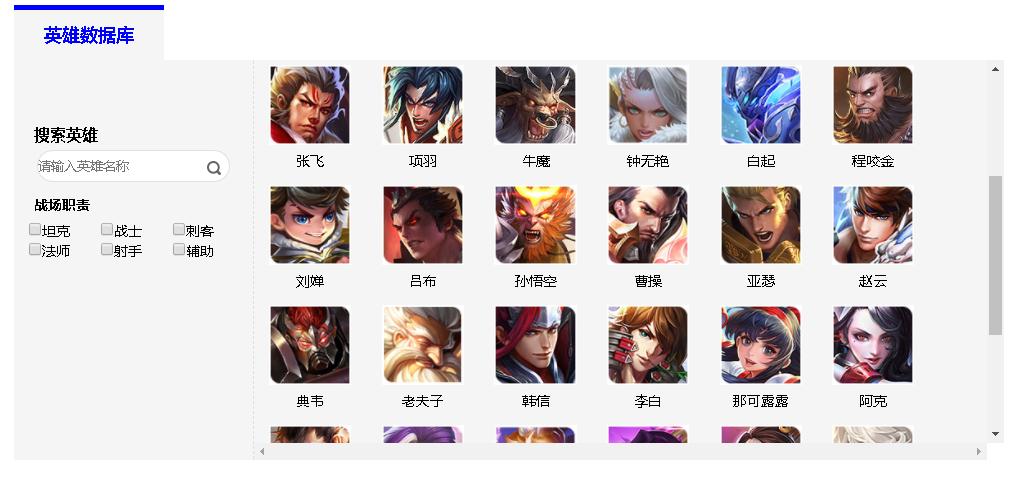 英雄数据库
搜索英雄
请输入英雄名称
战场职责
坦克 战士 刺客
法师 射手 辅助
张飞 项羽 牛魔 钟无艳 白起 程咬金
刘婵 吕布 孙悟空 曹操 亚瑟 赵云
典韦 老夫子 韩信 李白 那可露露 阿克